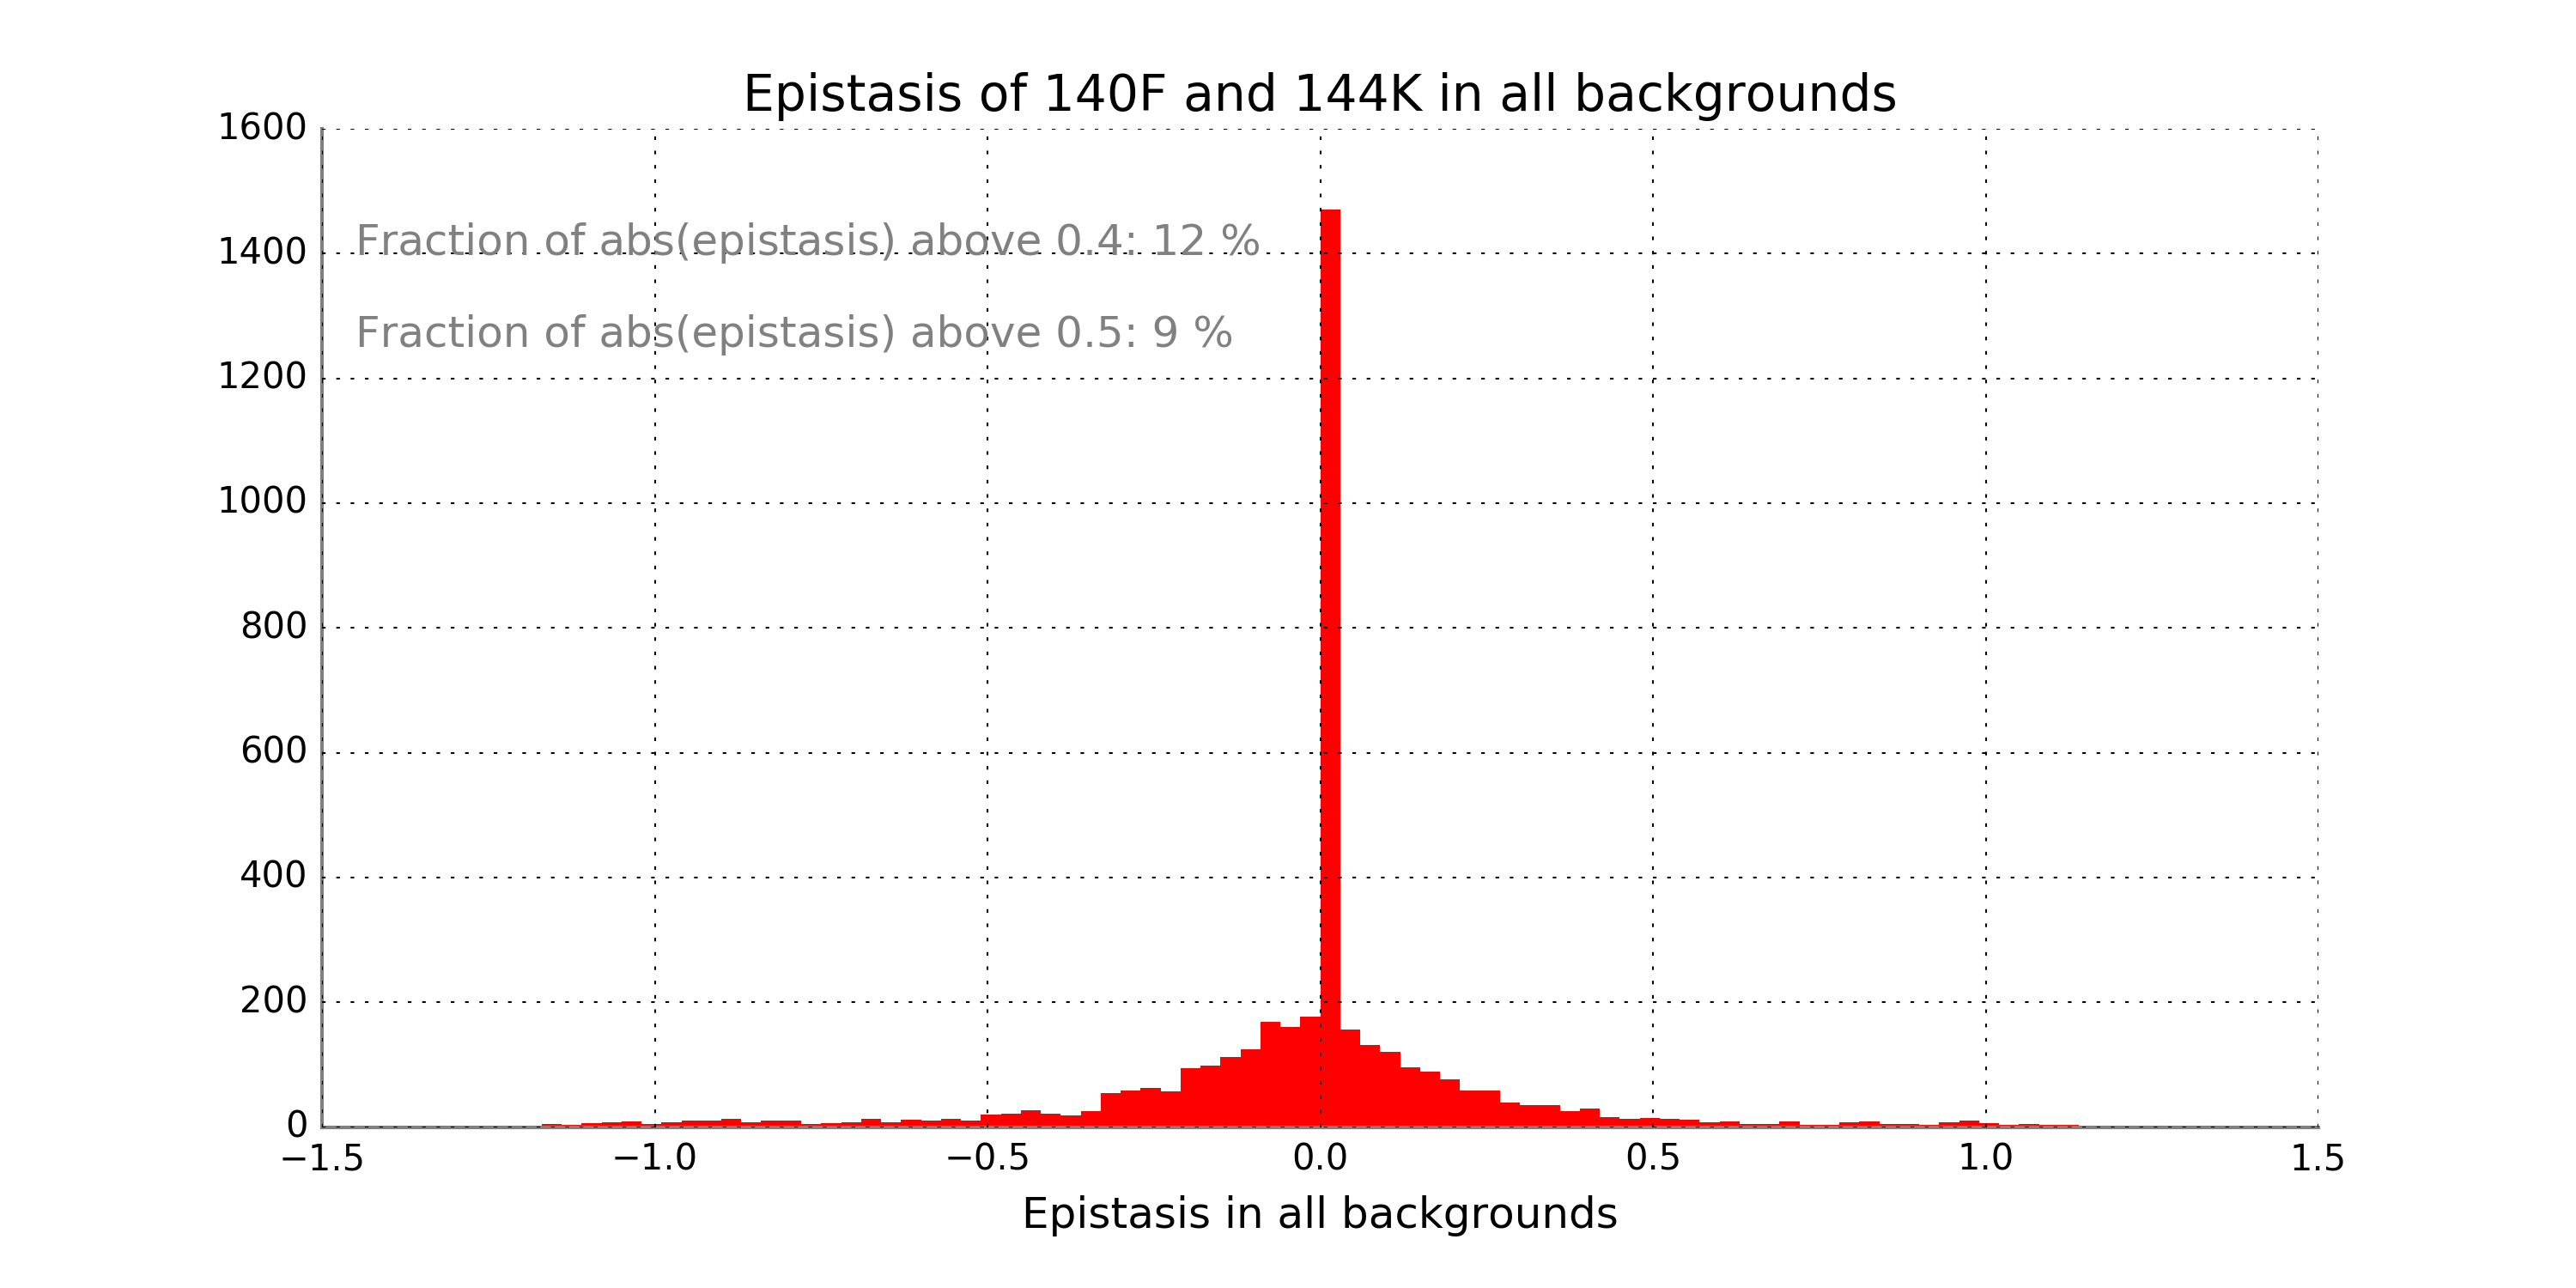 Epistasis of 140F and 144K in all backgrounds
1600
1400
1200
1000
800
600
400
200
0
Fraction of abs(epistasis) above 0.4: 12 %
Fraction of abs(epistasis) above 0.5: 9 %
−1.5 −1.0 −0.5 0.0 0.5 1.0 1.5
Epistasis in all backgrounds